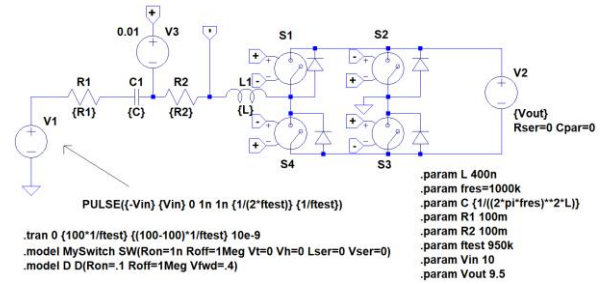 +
-
0.01
V3
S1
S2
+
-
-
+
R1
C1
R2
L1
V2
{R1}
{C}
{R2}
{L}
{Vout}
Rser=0 Cpar=0
V1
-
+
+
-
S4
S3
PULSE({-Vin} {Vin} 0 1n 1n {1/(2*ftest)} {1/ftest})
.tran 0 {100*1/ftest} {(100-100)*1/ftest} 10e-9
.model MySwitch SW(Ron=1n Roff=1Meg Vt=0 Vh=0 Lser=0 Vser=0)
.model D D(Ron=.1 Roff=1Meg Vfwd=.4)
.param L 400n
.param fres=1000k
.param C {1/((2*pi*fres)**2*L)}
.param R1 100m
.param R2 100m
.param ftest 950k
.param Vin 10
.param Vout 9.5